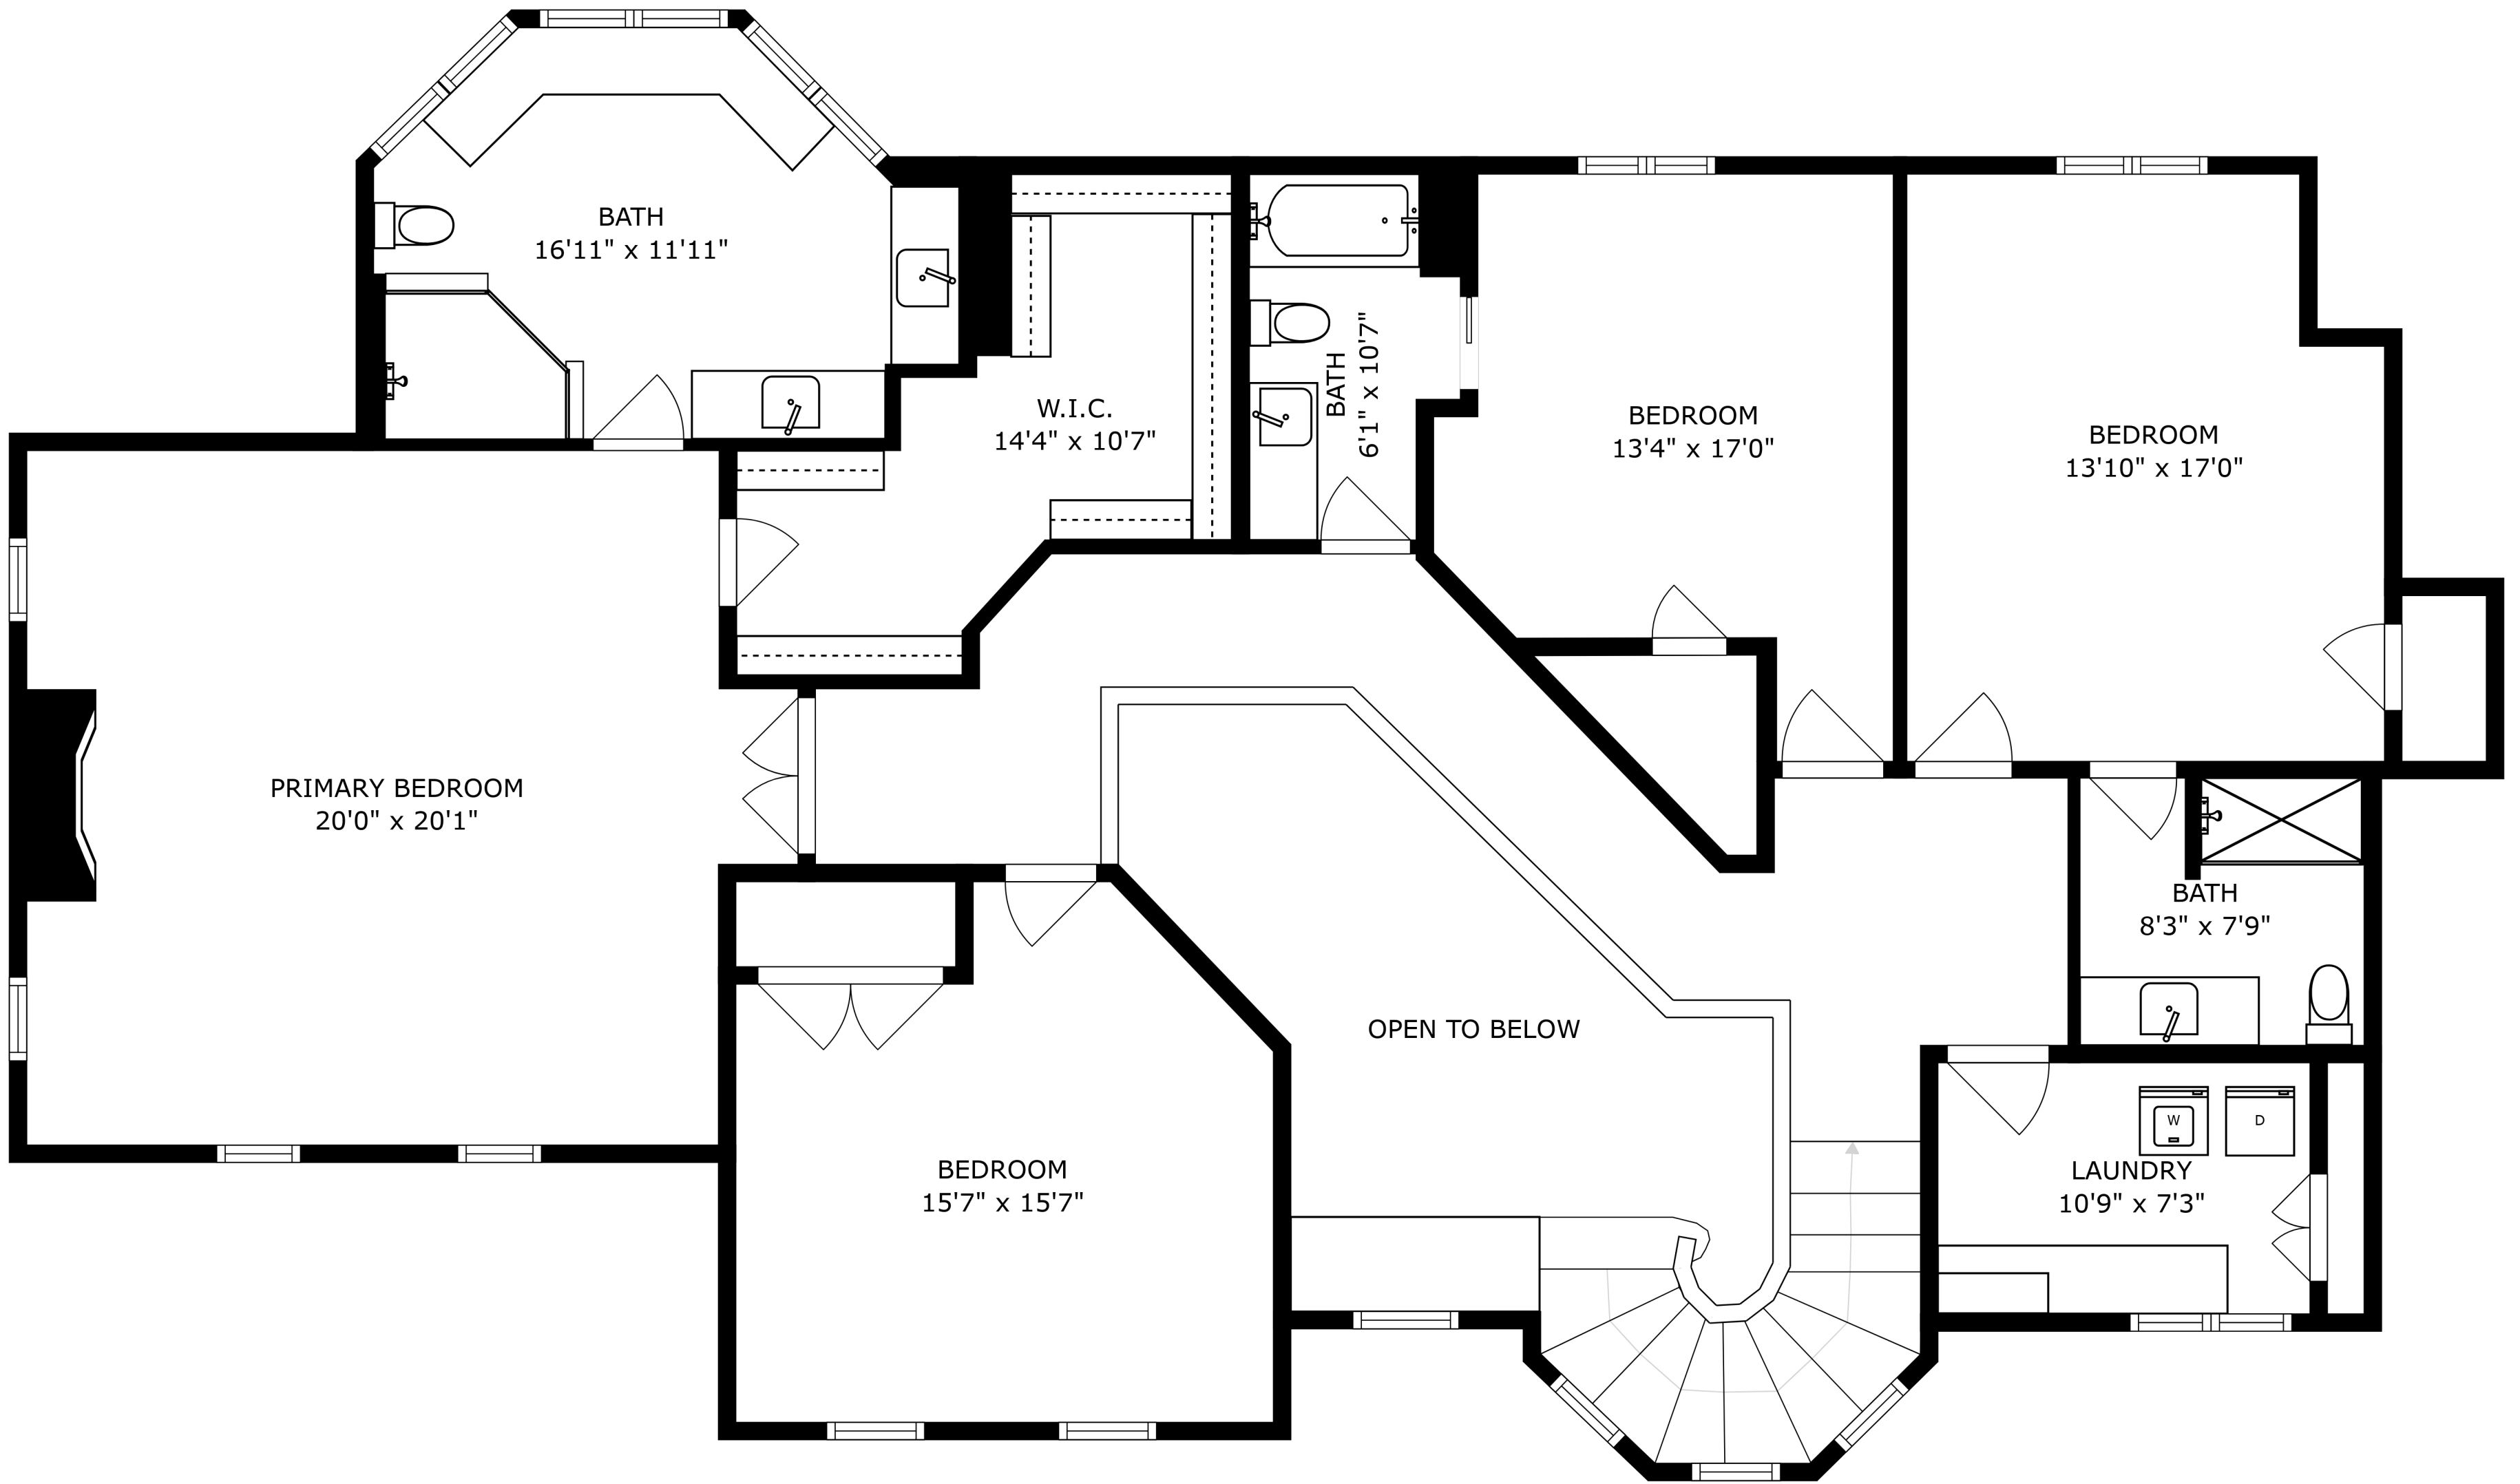 BATH
16'11" x 11'11"
W.I.C.
14'4" x 10'7"
BATH
6'1" x 10'7"
BEDROOM
13'4" x 17'0"
BEDROOM
13'10" x 17'0"
PRIMARY BEDROOM
20'0" x 20'1"
BATH
8'3" x 7'9"
OPEN TO BELOW
BEDROOM
15'7" x 15'7"
W
D
LAUNDRY
10'9" x 7'3"